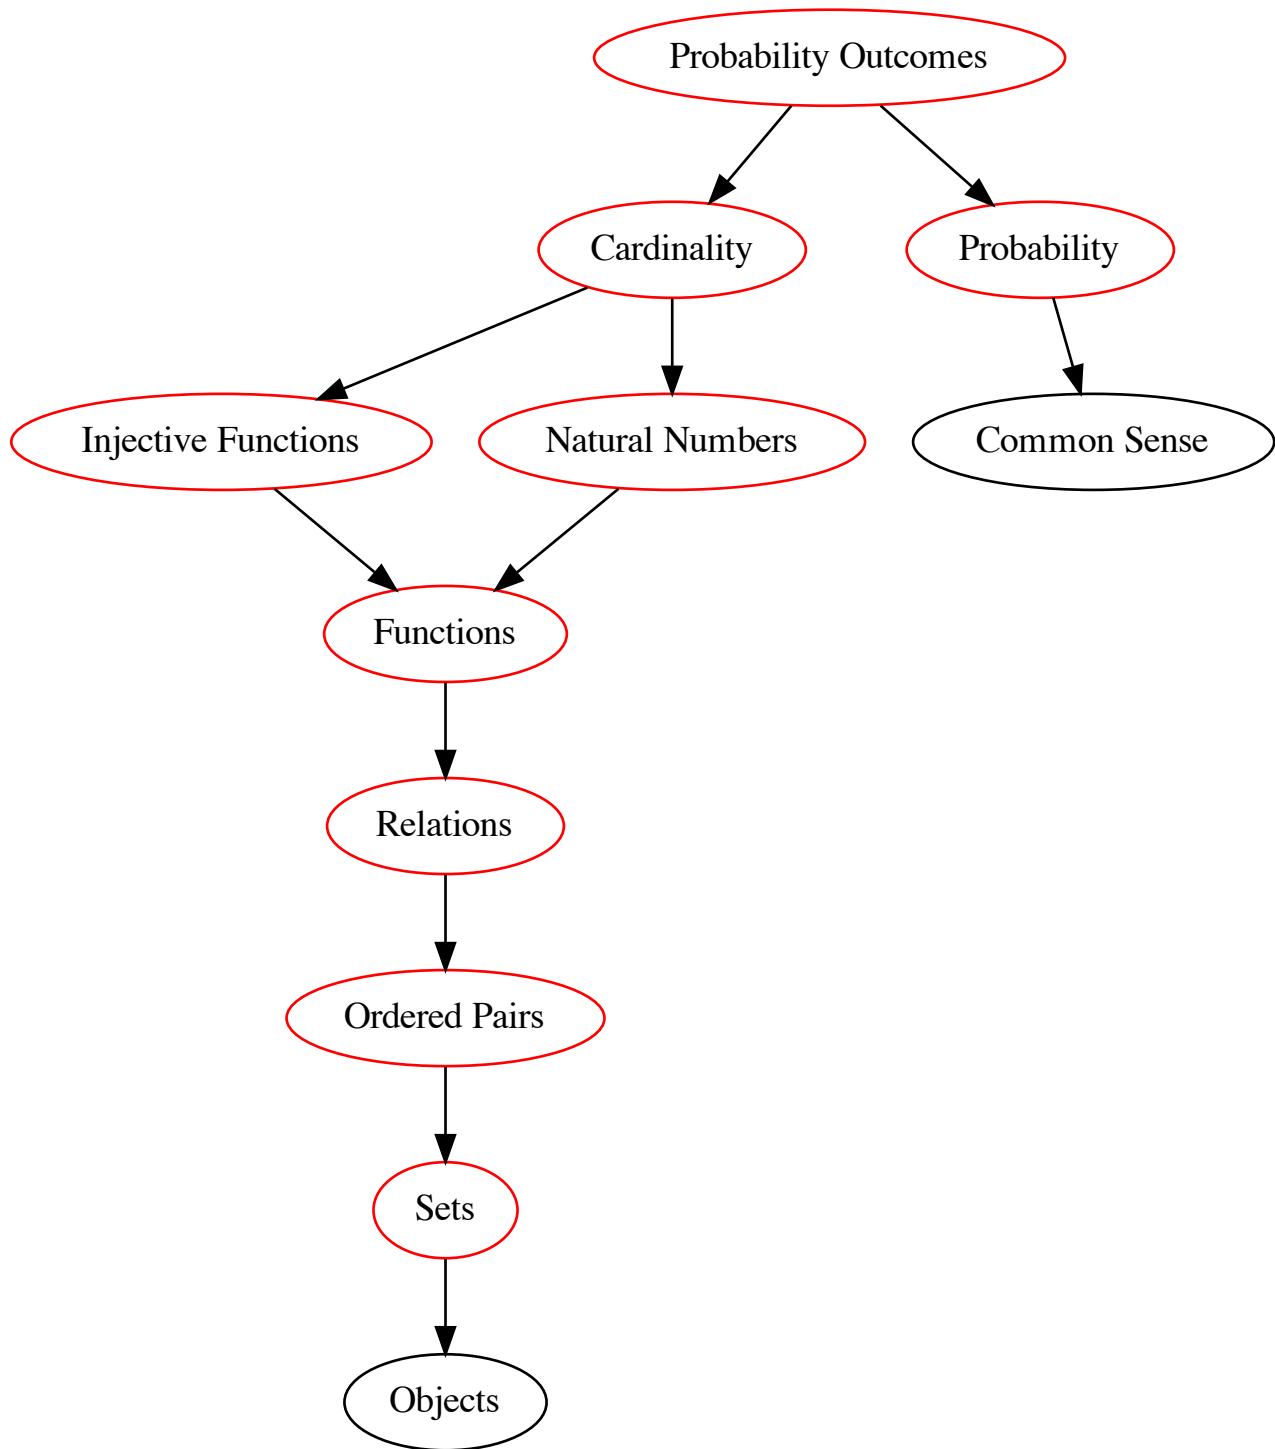 Probability Outcomes
Cardinality
Probability
Injective Functions
Natural Numbers
Common Sense
Functions
Relations
Ordered Pairs
Sets
Objects